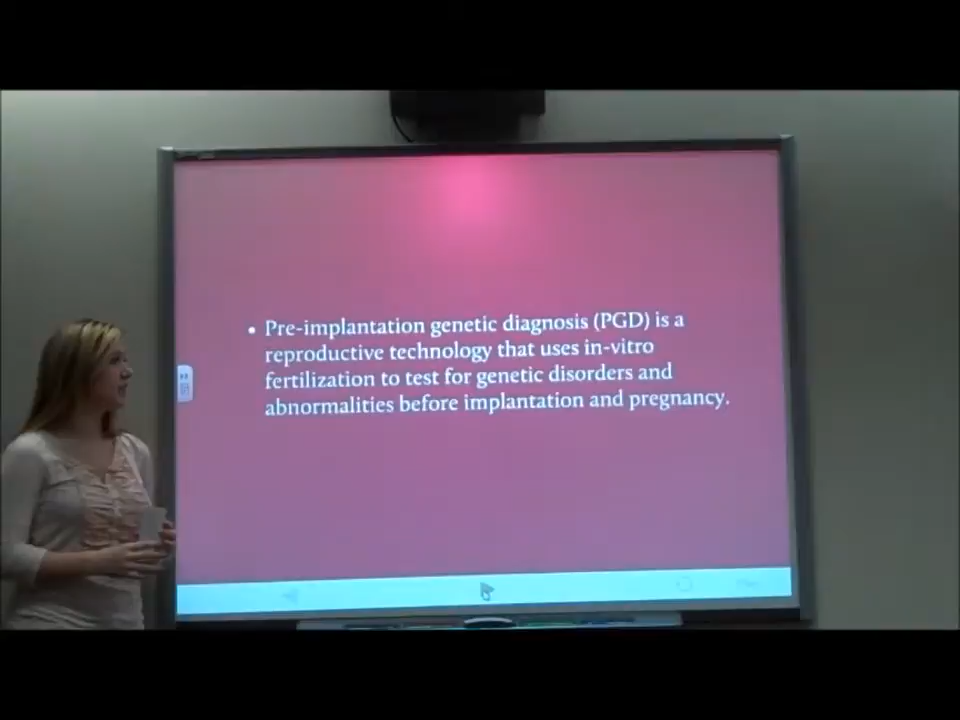 • Pre-implantation genetic diagnosis (PGD) is a
reproductive technology that uses in-vitro
fertilization to test for genetic disorders and
abnormalities before implantation and pregnancy.